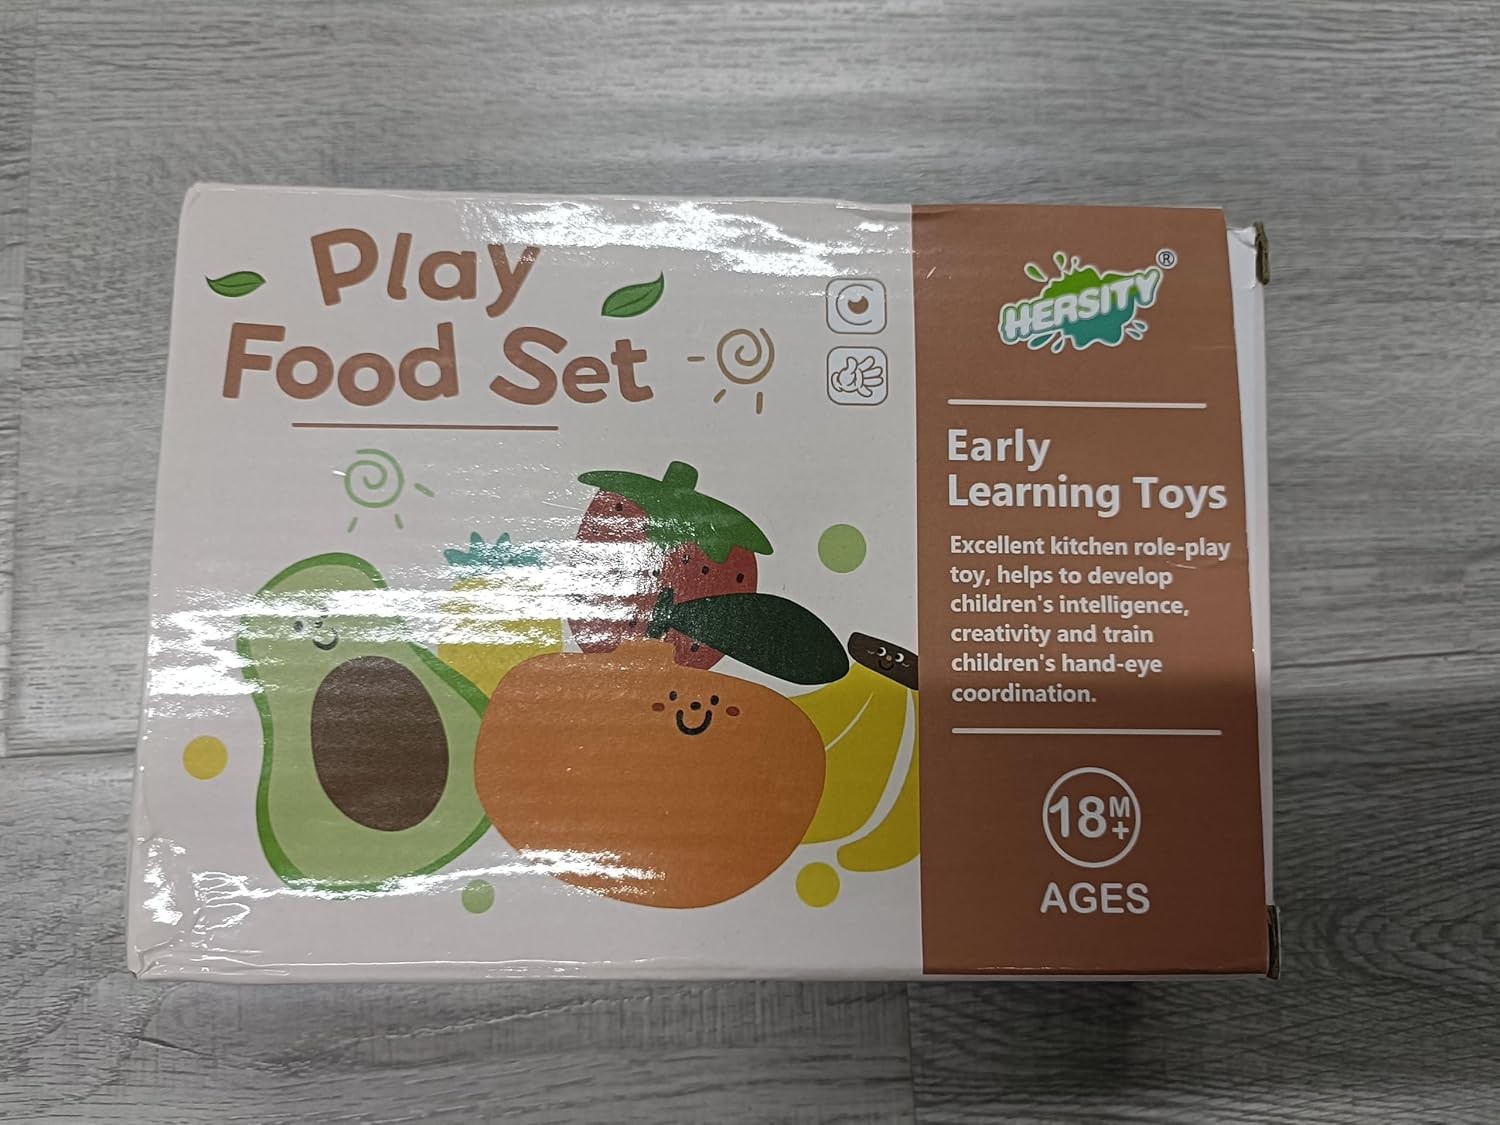 Play
Food Set
HERSITY®
Early
Learning Toys
Excellent kitchen role-play
toy, helps to develop
children's intelligence,
creativity and train
children's hand-eye
coordination.
18M+
AGES